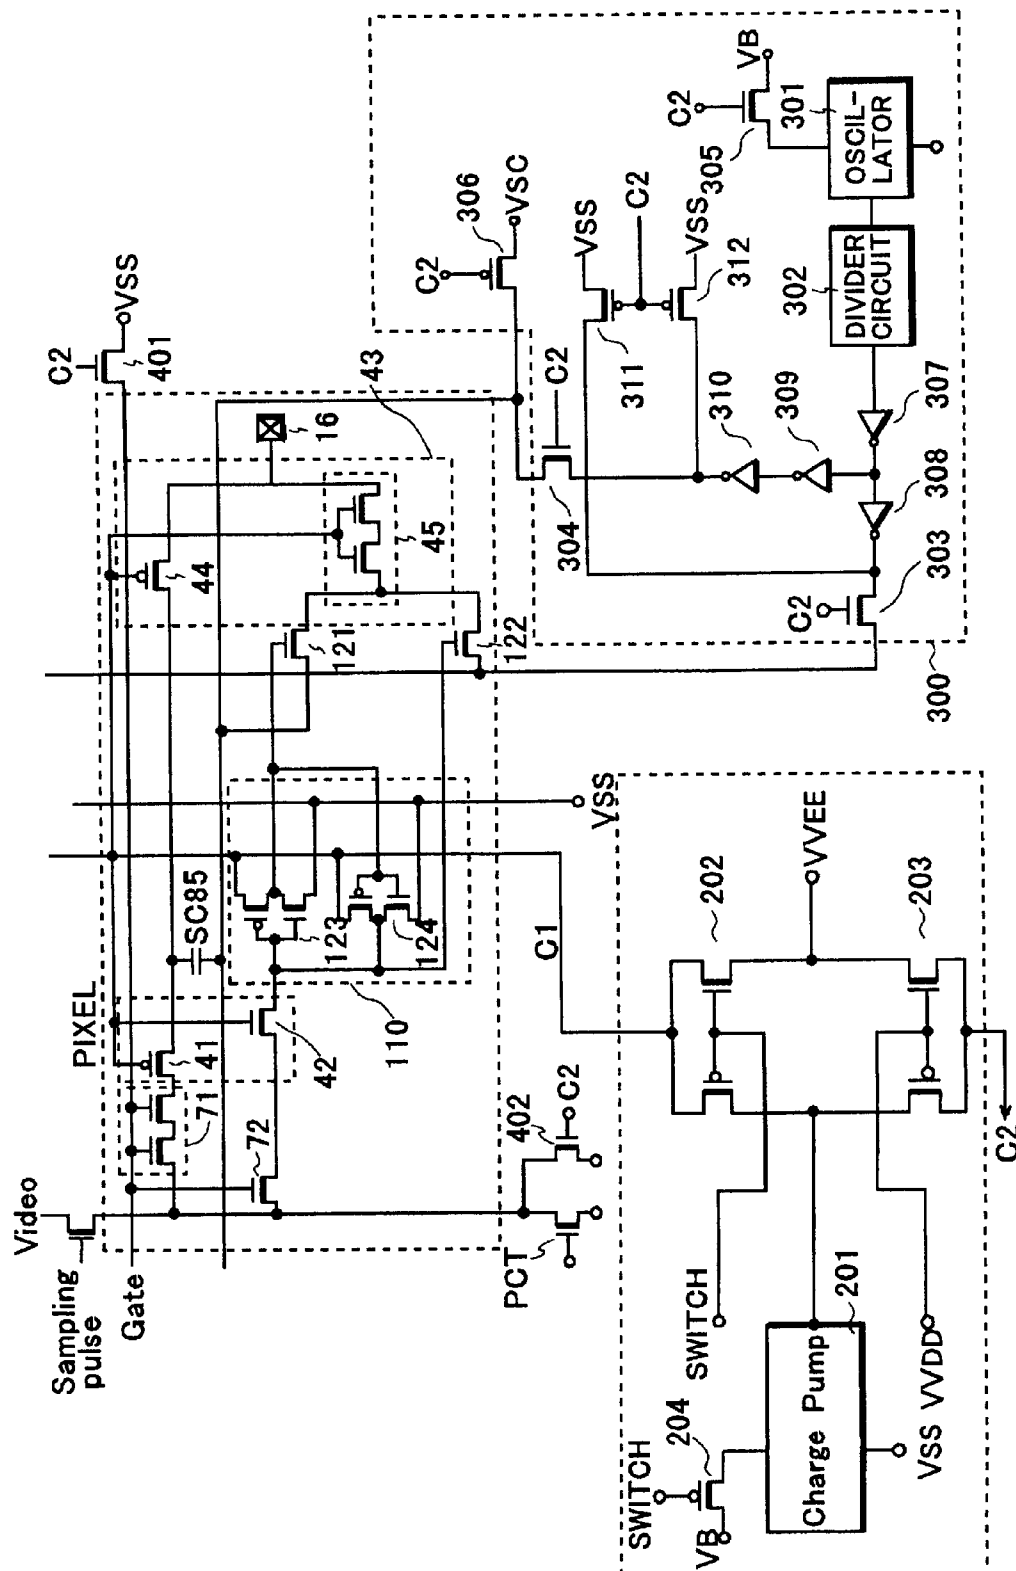 Video
Sampling
pulse
Gate
PIXEL
71
41
72
42
SC85
110
123
124
PCT
402
C2
C2
VSS
401
43
16
44
45
121
122
VSS
C1
C2
306
VSC
C2
VB
305
301
OSCIL-
LATOR
302
DIVIDER
CIRCUIT
VSS
C2
VSS
312
311
C2
304
310
309
307
308
C2
303
300
SWITCH
204
VB
201
Charge Pump
VSS
SWITCH
VVDD
202
VVEE
203
C2